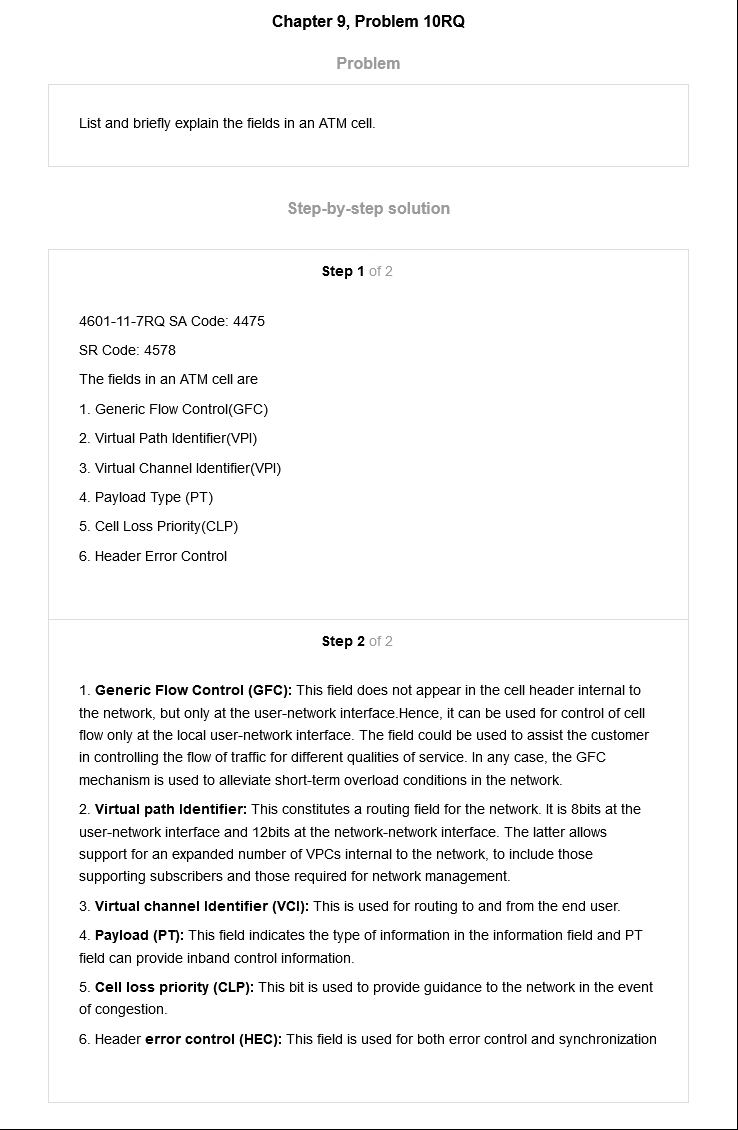 Chapter 9, Problem 10RQ
Problem
List and briefly explain the fields in an ATM cell.
Step-by-step solution
Step 1 of 2
4601-11-7RQ SA Code: 4475
SR Code: 4578
The fields in an ATM cell are
1. Generic Flow Control(GFC)
2. Virtual Path Identifier(VPI)
3. Virtual Channel Identifier(VPI)
4. Payload Type (PT)
5. Cell Loss Priority(CLP)
6. Header Error Control
Step 2 of 2
1. Generic Flow Control (GFC): This field does not appear in the cell header internal to
the network, but only at the user-network interface.Hence, it can be used for control of cell
flow only at the local user-network interface. The field could be used to assist the customer
in controlling the flow of traffic for different qualities of service. In any case, the GFC
mechanism is used to alleviate short-term overload conditions in the network.
2. Virtual path Identifier: This constitutes a routing field for the network. It is 8bits at the
user-network interface and 12bits at the network-network interface. The latter allows
support for an expanded number of VPCs internal to the network, to include those
supporting subscribers and those required for network management.
3. Virtual channel Identifier (VCI): This is used for routing to and from the end user.
4. Payload (PT): This field indicates the type of information in the information field and PT
field can provide inband control information.
5. Cell loss priority (CLP): This bit is used to provide guidance to the network in the event
of congestion.
6. Header error control (HEC): This field is used for both error control and synchronization